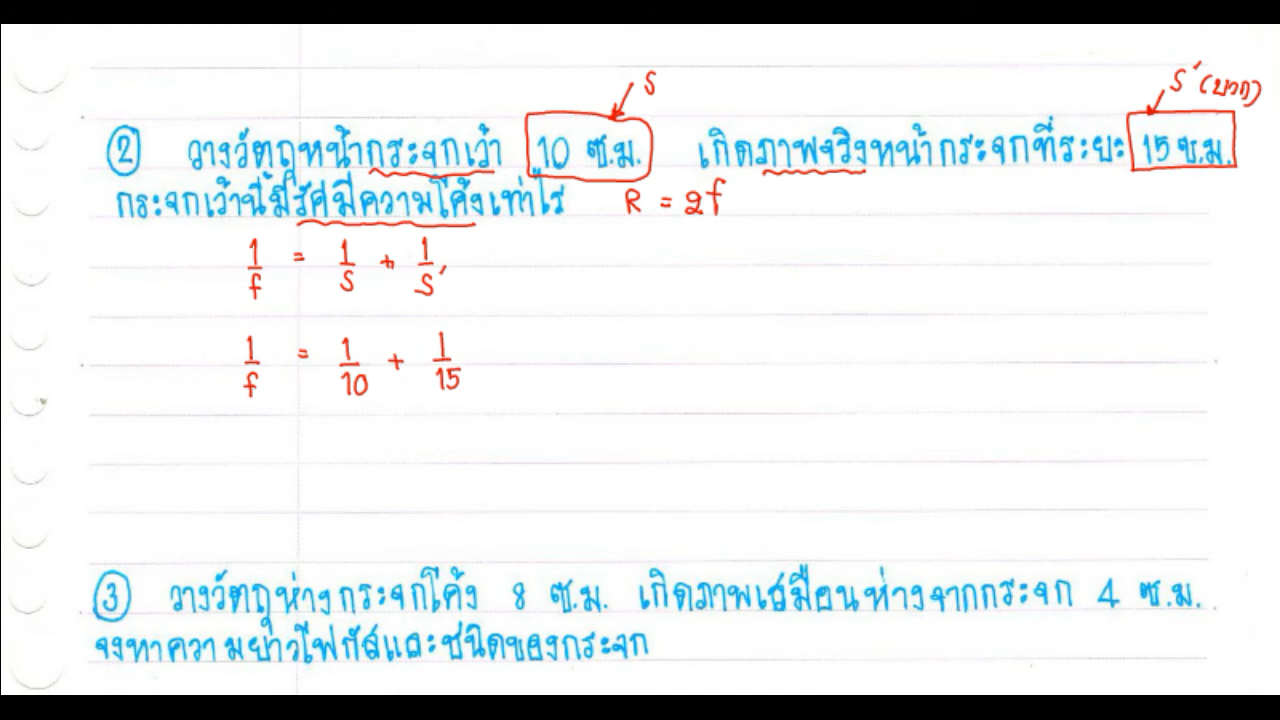 S
S′ (บวก)
② วางวัตถุหน้ากระจกเว้า 10 ซ.ม. เกิดภาพจริงหน้ากระจกที่ระยะ 15 ซ.ม.
กระจกเว้านี้มีรัศมีความโค้งเท่าไร R = 2f
1/f = 1/S + 1/S′
1/f = 1/10 + 1/15
③ วางวัตถุห่างกระจกโค้ง 8 ซ.ม. เกิดภาพเสมือนห่างจากกระจก 4 ซ.ม.
จงหาความยาวโฟกัสและชนิดของกระจก